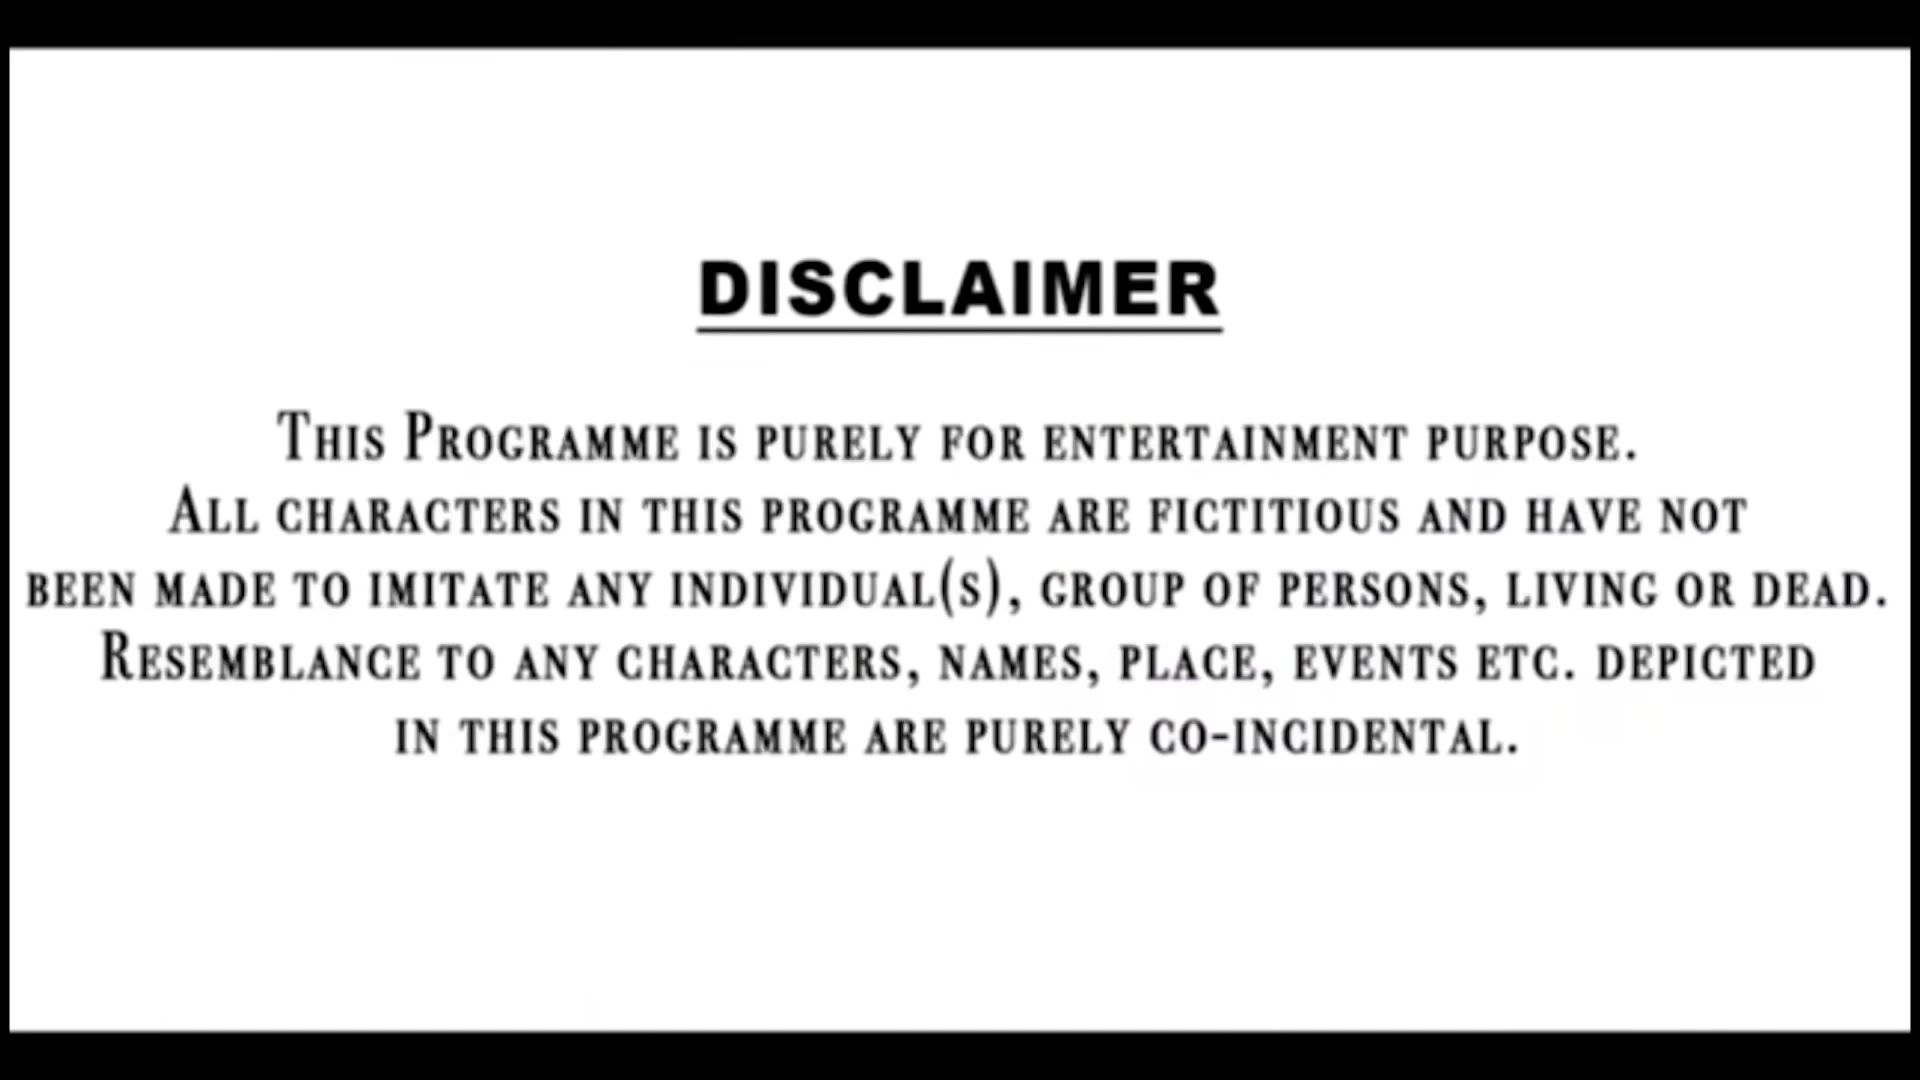 DISCLAIMER
This Programme is purely for entertainment purpose.
All characters in this programme are fictitious and have not
been made to imitate any individual(s), group of persons, living or dead.
Resemblance to any characters, names, place, events etc. depicted
in this programme are purely co-incidental.